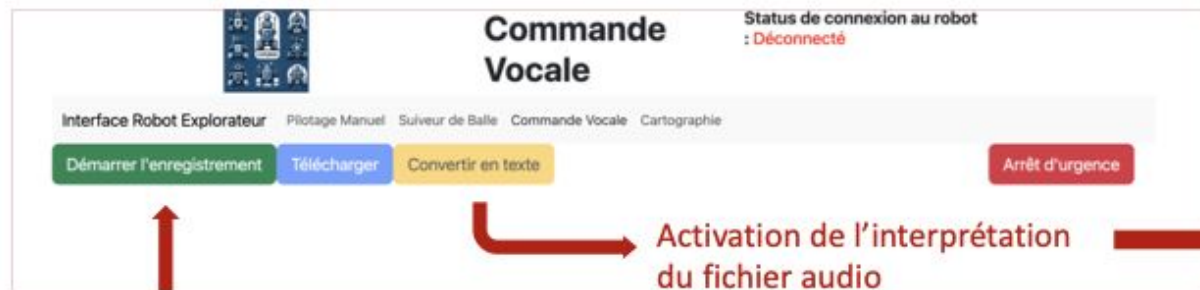 Commande
Vocale
Status de connexion au robot
: Déconnecté
Interface Robot Explorateur Pilotage Manuel Suiveur de Balle Commande Vocale Cartographie
Démarrer l'enregistrement Télécharger Convertir en texte Arrêt d'urgence
Activation de l'interprétation
du fichier audio